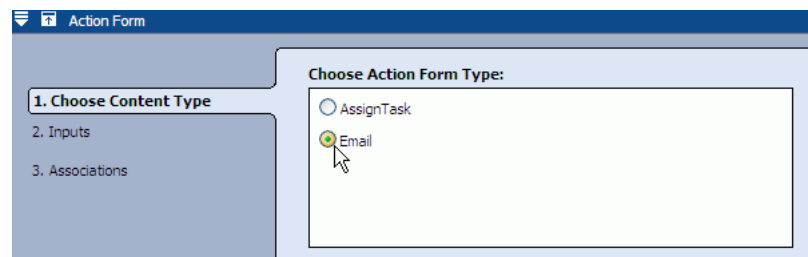 Action Form
Choose Action Form Type:
1. Choose Content Type
AssignTask
2. Inputs
Email
3. Associations